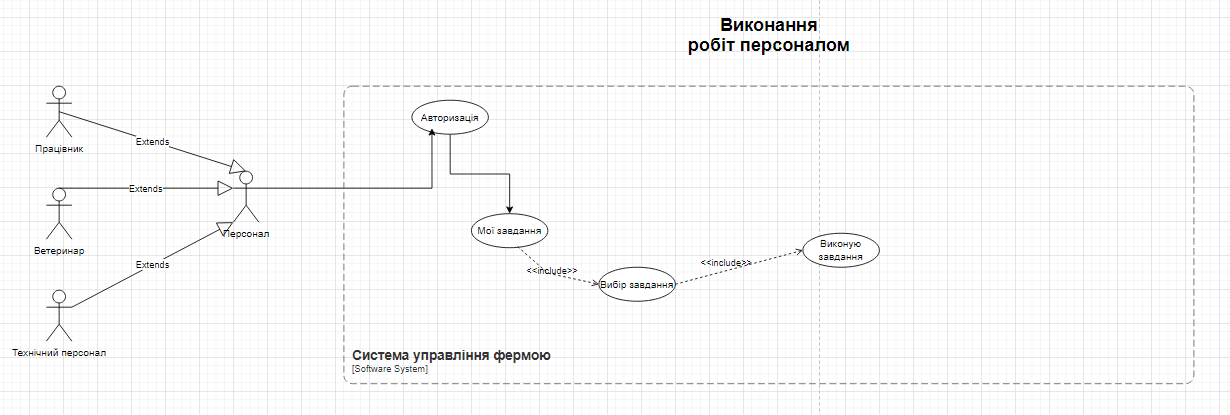 Виконання
робіт персоналом
Авторизація
Extends
Працівник
Extends
Персонал
Мої завдання
Ветеринар
Виконую
завдання
Extends
<<include>>
<<include>>
Вибір завдання
Технічний персонал
Система управління фермою
[Software System]